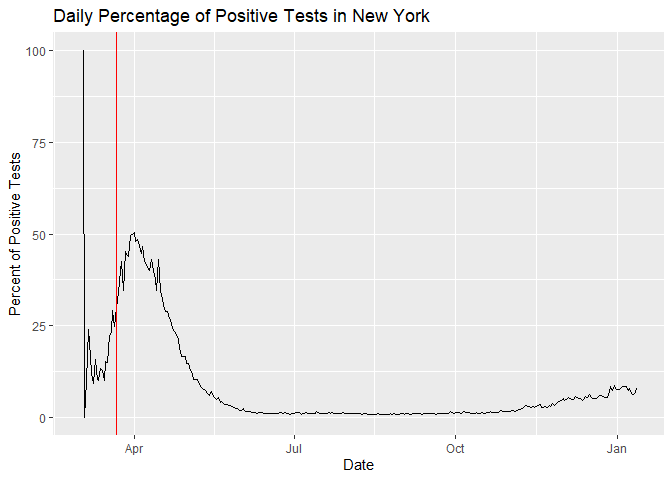 Daily Percentage of Positive Tests in New York
100
75
50
25
0
Percent of Positive Tests
Apr
Jul
Oct
Jan
Date